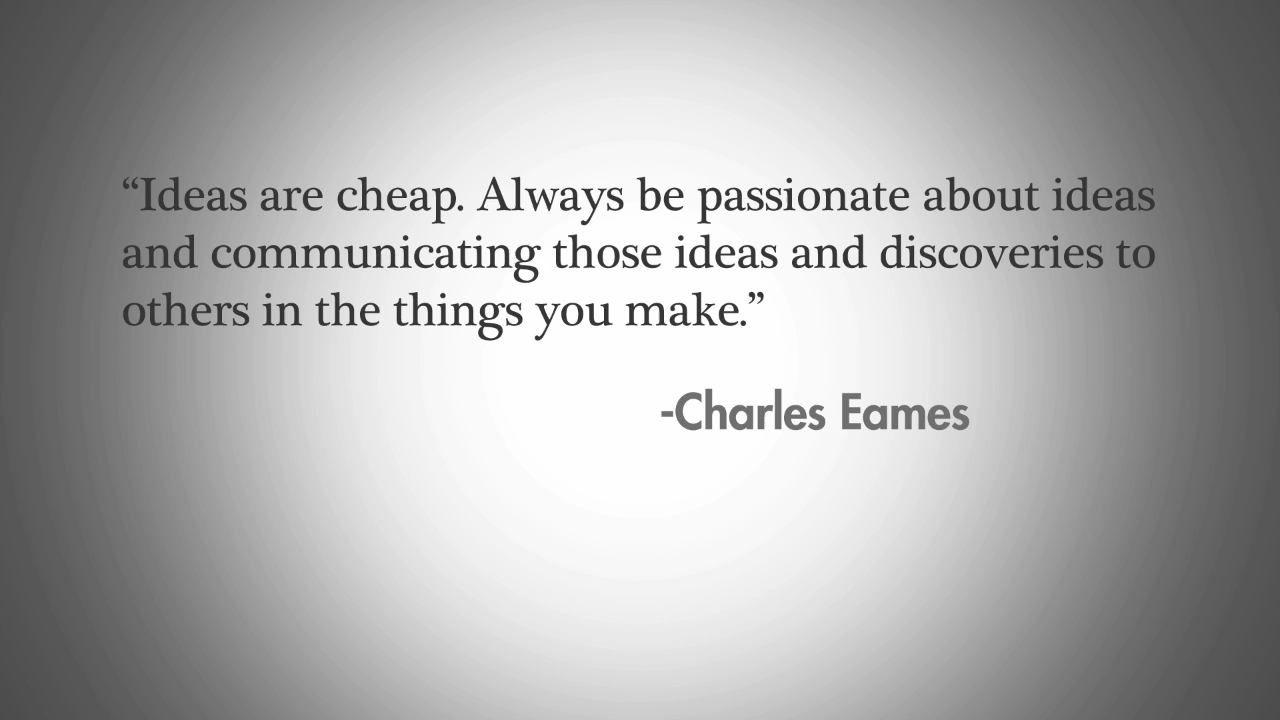 “Ideas are cheap. Always be passionate about ideas
and communicating those ideas and discoveries to
others in the things you make.”
-Charles Eames